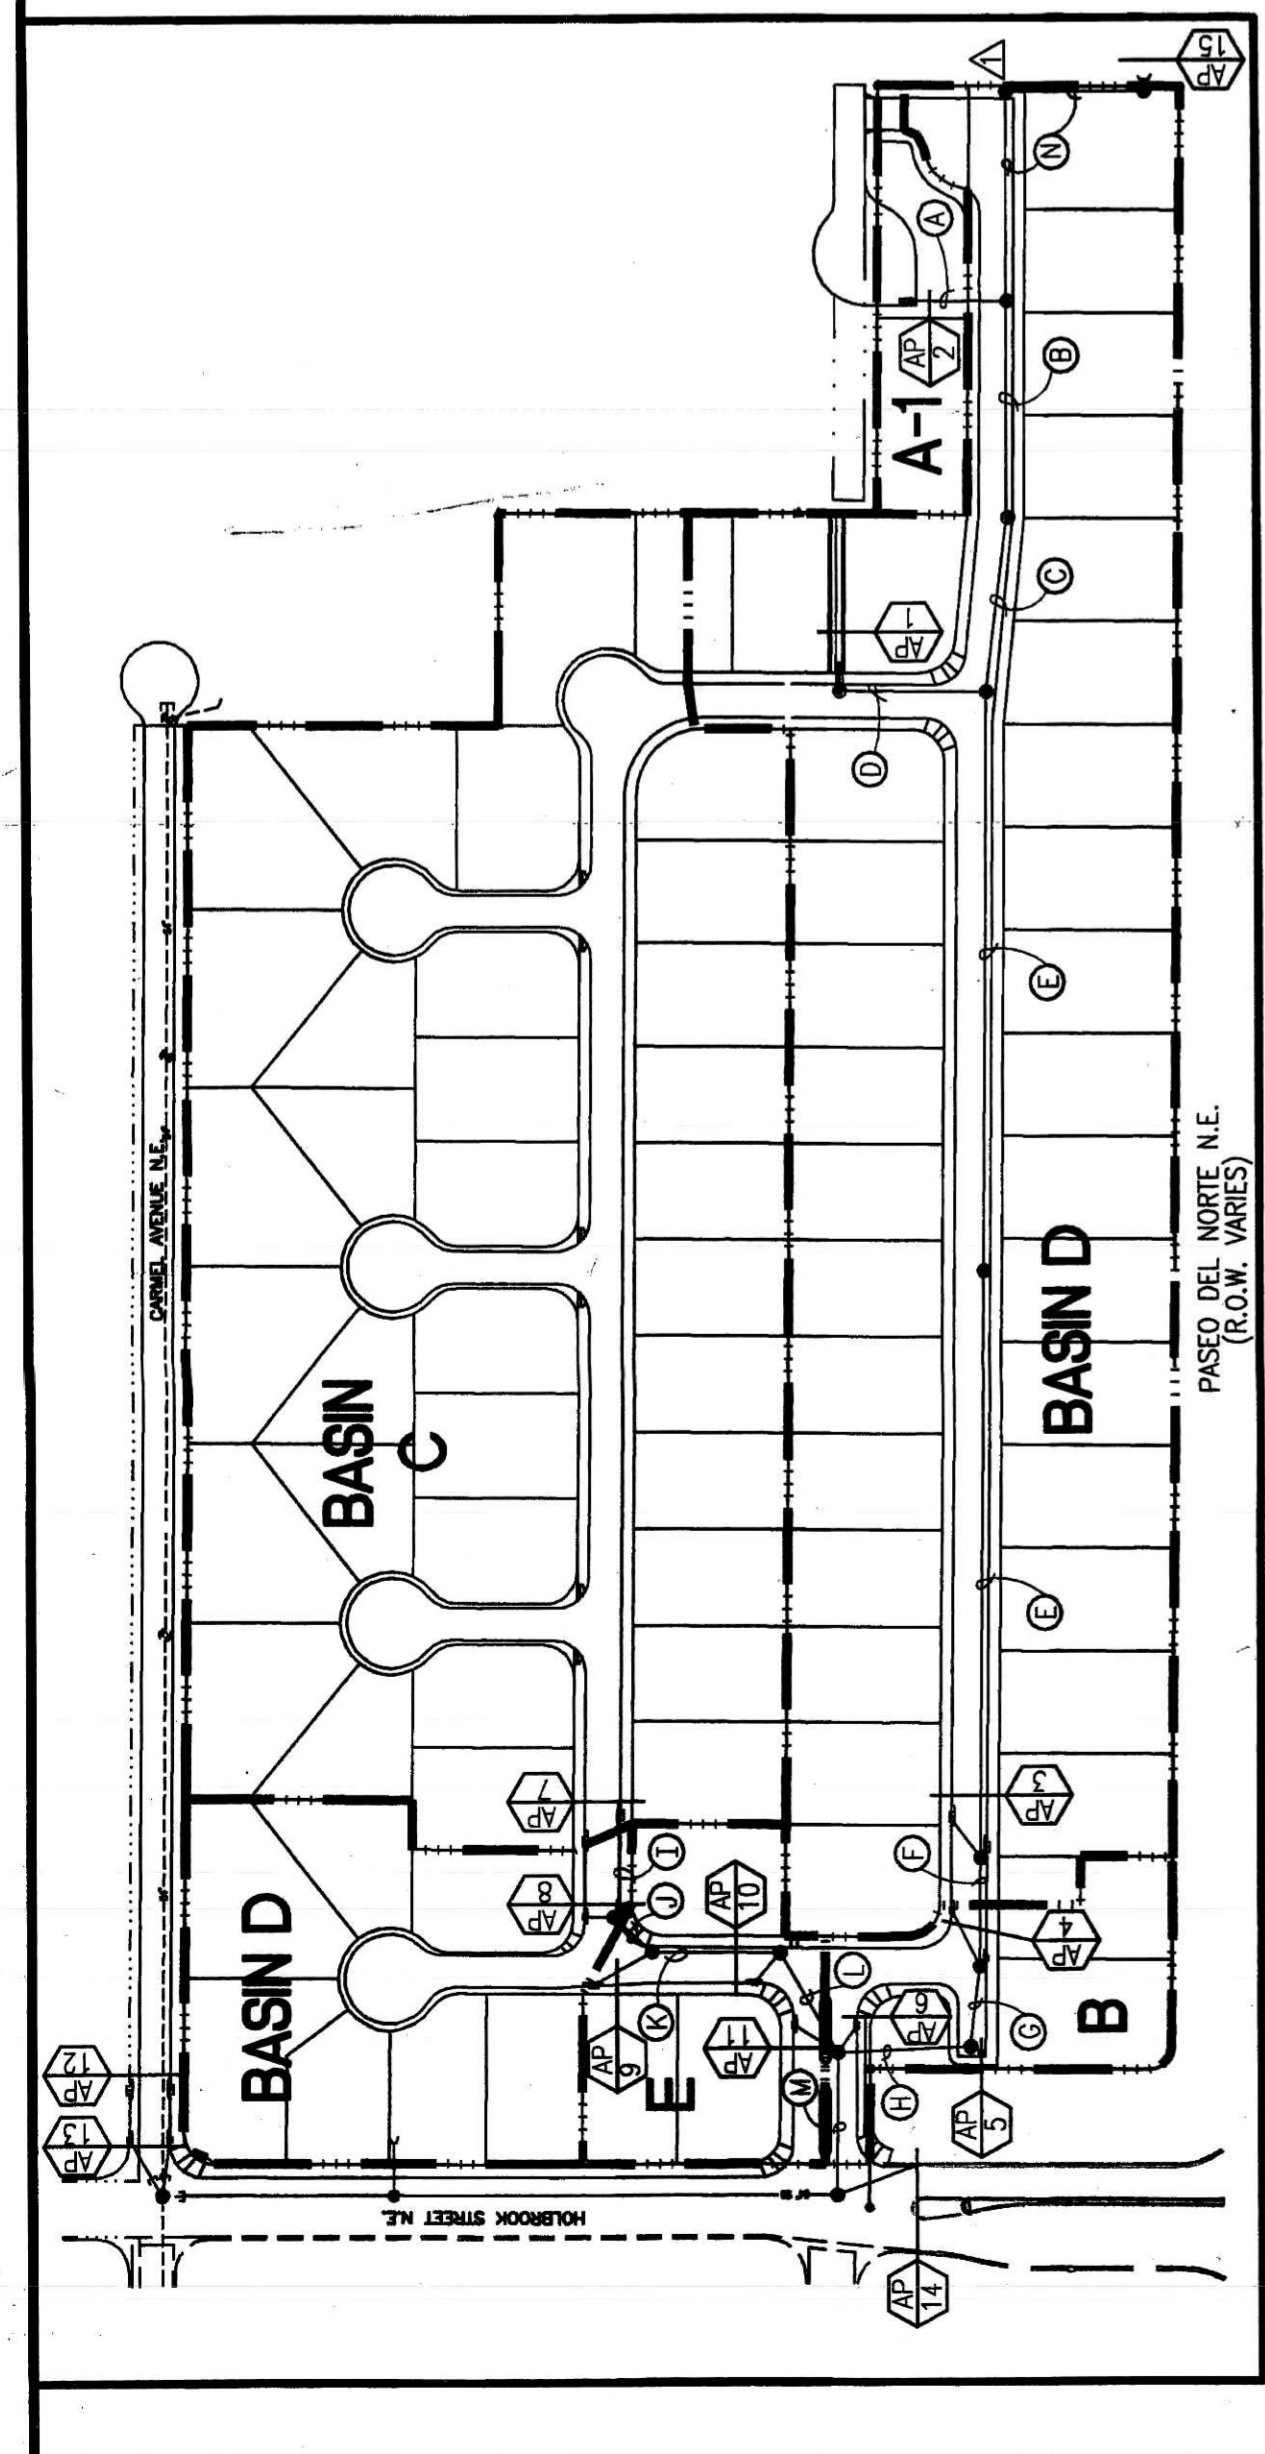 AP
15
1
N
A
AP
2
B
A-1
C
AP
1
D
CARMEL AVENUE N.E.
E
BASIN
C
BASIN D
PASEO DEL NORTE N.E.
(R.O.W. VARIES)
E
AP
7
AP
3
I
F
AP
8
J
AP
10
AP
4
BASIN D
L
K
AP
6
G
B
AP
12
AP
11
AP
9
E
M
H
AP
13
AP
5
HOLBROOK STREET N.E.
AP
14